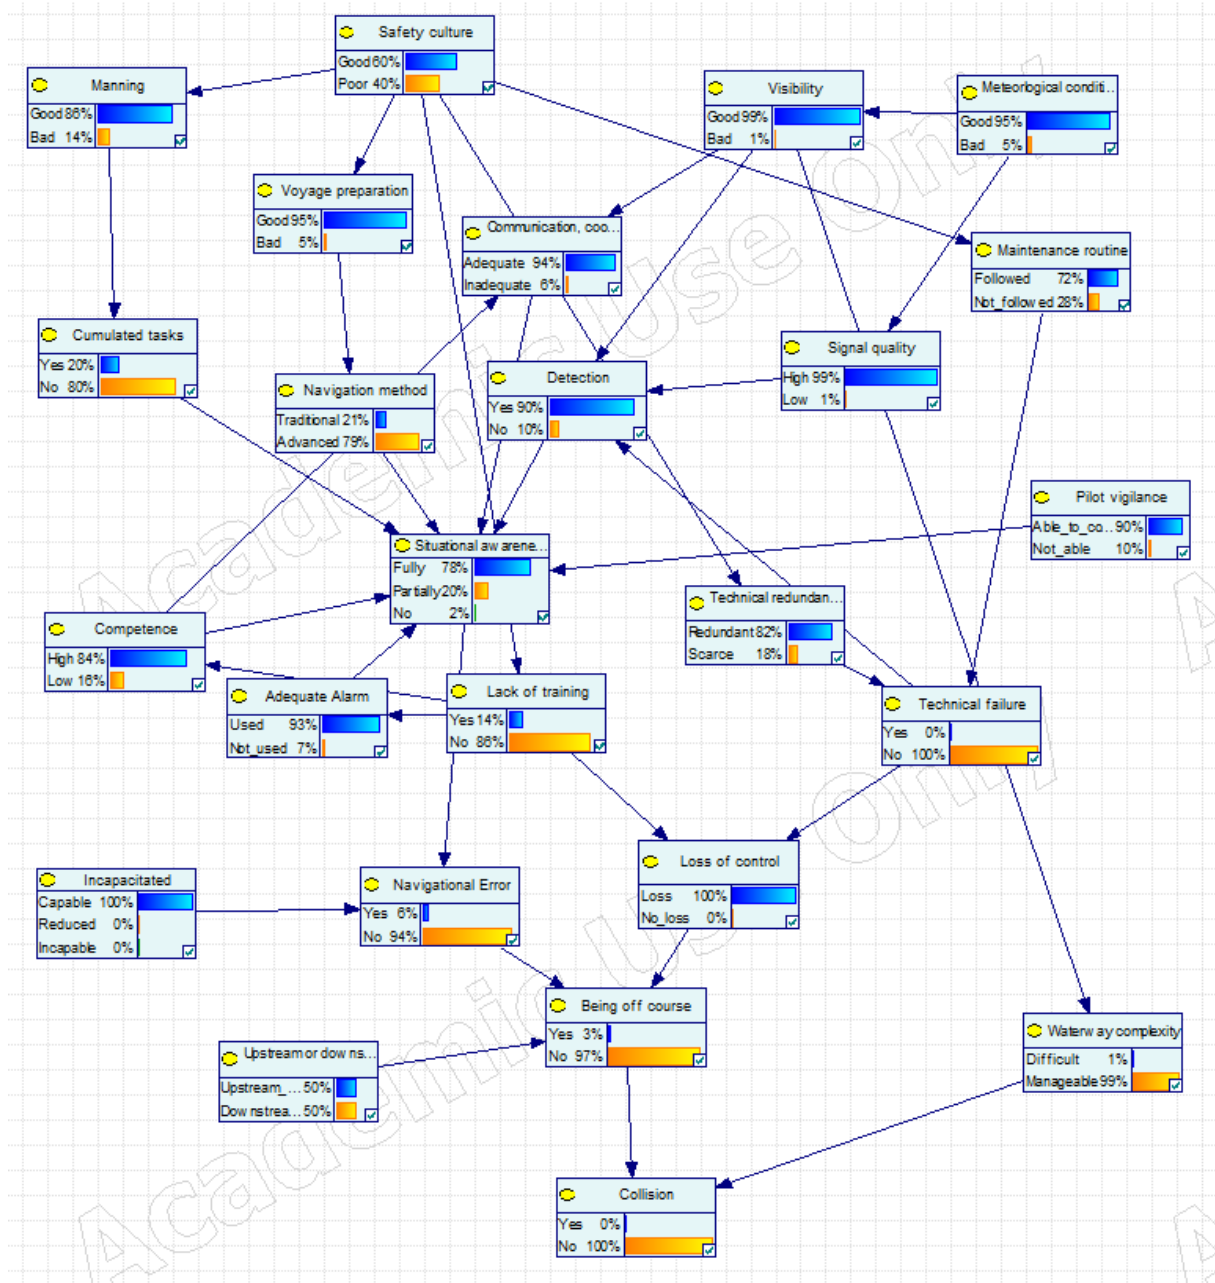 Safety culture
Good 60%
Poor 40%
Manning
Good 86%
Bad 14%
Visibility
Good 99%
Bad 1%
Meteorlogical conditi...
Good 95%
Bad 5%
Voyage preparation
Good 95%
Bad 5%
Communication, coo...
Adequate 94%
Inadequate 6%
Maintenance routine
Followed 72%
Not_followed 28%
Cumulated tasks
Yes 20%
No 80%
Navigation method
Traditional 21%
Advanced 79%
Detection
Yes 90%
No 10%
Signal quality
High 99%
Low 1%
Pilot vigilance
Able_to_co... 90%
Not_able 10%
Situational awarene...
Fully 78%
Partially 20%
No 2%
Technical redundan...
Redundant 82%
Scarce 18%
Competence
High 84%
Low 16%
Adequate Alarm
Used 93%
Not_used 7%
Lack of training
Yes 14%
No 86%
Technical failure
Yes 0%
No 100%
Loss of control
Loss 100%
No_loss 0%
Incapacitated
Capable 100%
Reduced 0%
Incapable 0%
Navigational Error
Yes 6%
No 94%
Being off course
Yes 3%
No 97%
Waterway complexity
Difficult 1%
Manageable 99%
Upstream or downs...
Upstream_... 50%
Downstrea... 50%
Collision
Yes 0%
No 100%
Academic Use Only
Academic Use Only